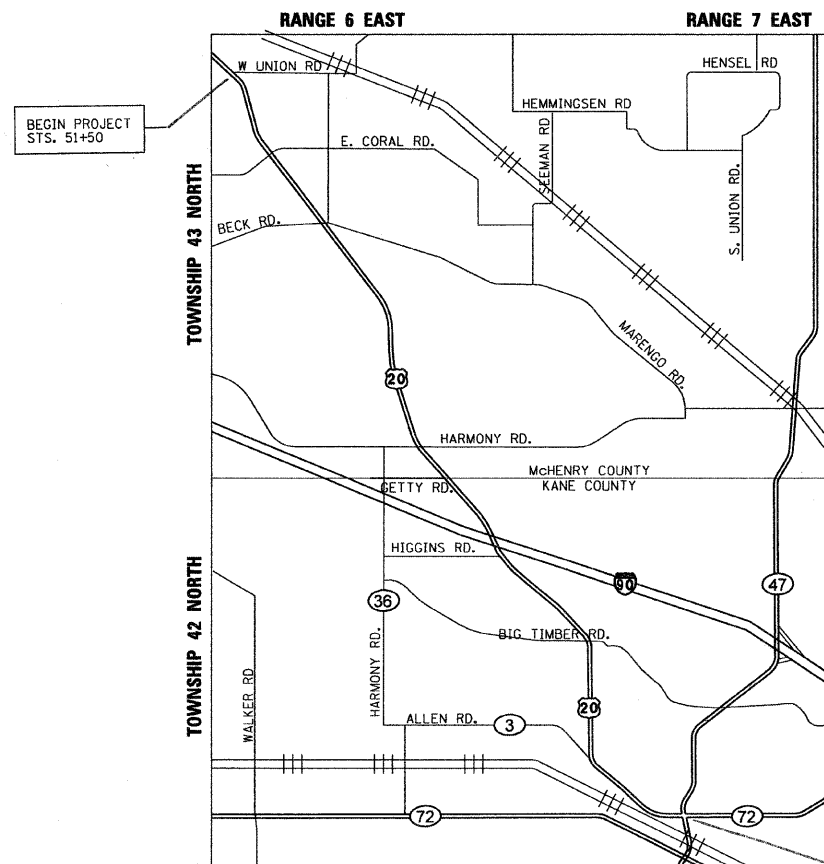 RANGE 6 EAST
RANGE 7 EAST
W UNION RD
HENSEL RD
BEGIN PROJECT
STS. 51+50
HEMMINGSEN RD
E. CORAL RD.
SEEMAN RD
S. UNION RD.
TOWNSHIP 43 NORTH
BECK RD.
MARENGO RD.
20
HARMONY RD.
McHENRY COUNTY
KANE COUNTY
GETTY RD.
HIGGINS RD.
90
47
36
TOWNSHIP 42 NORTH
BIG TIMBER RD.
HARMONY RD.
WALKER RD
20
ALLEN RD.
3
72
72